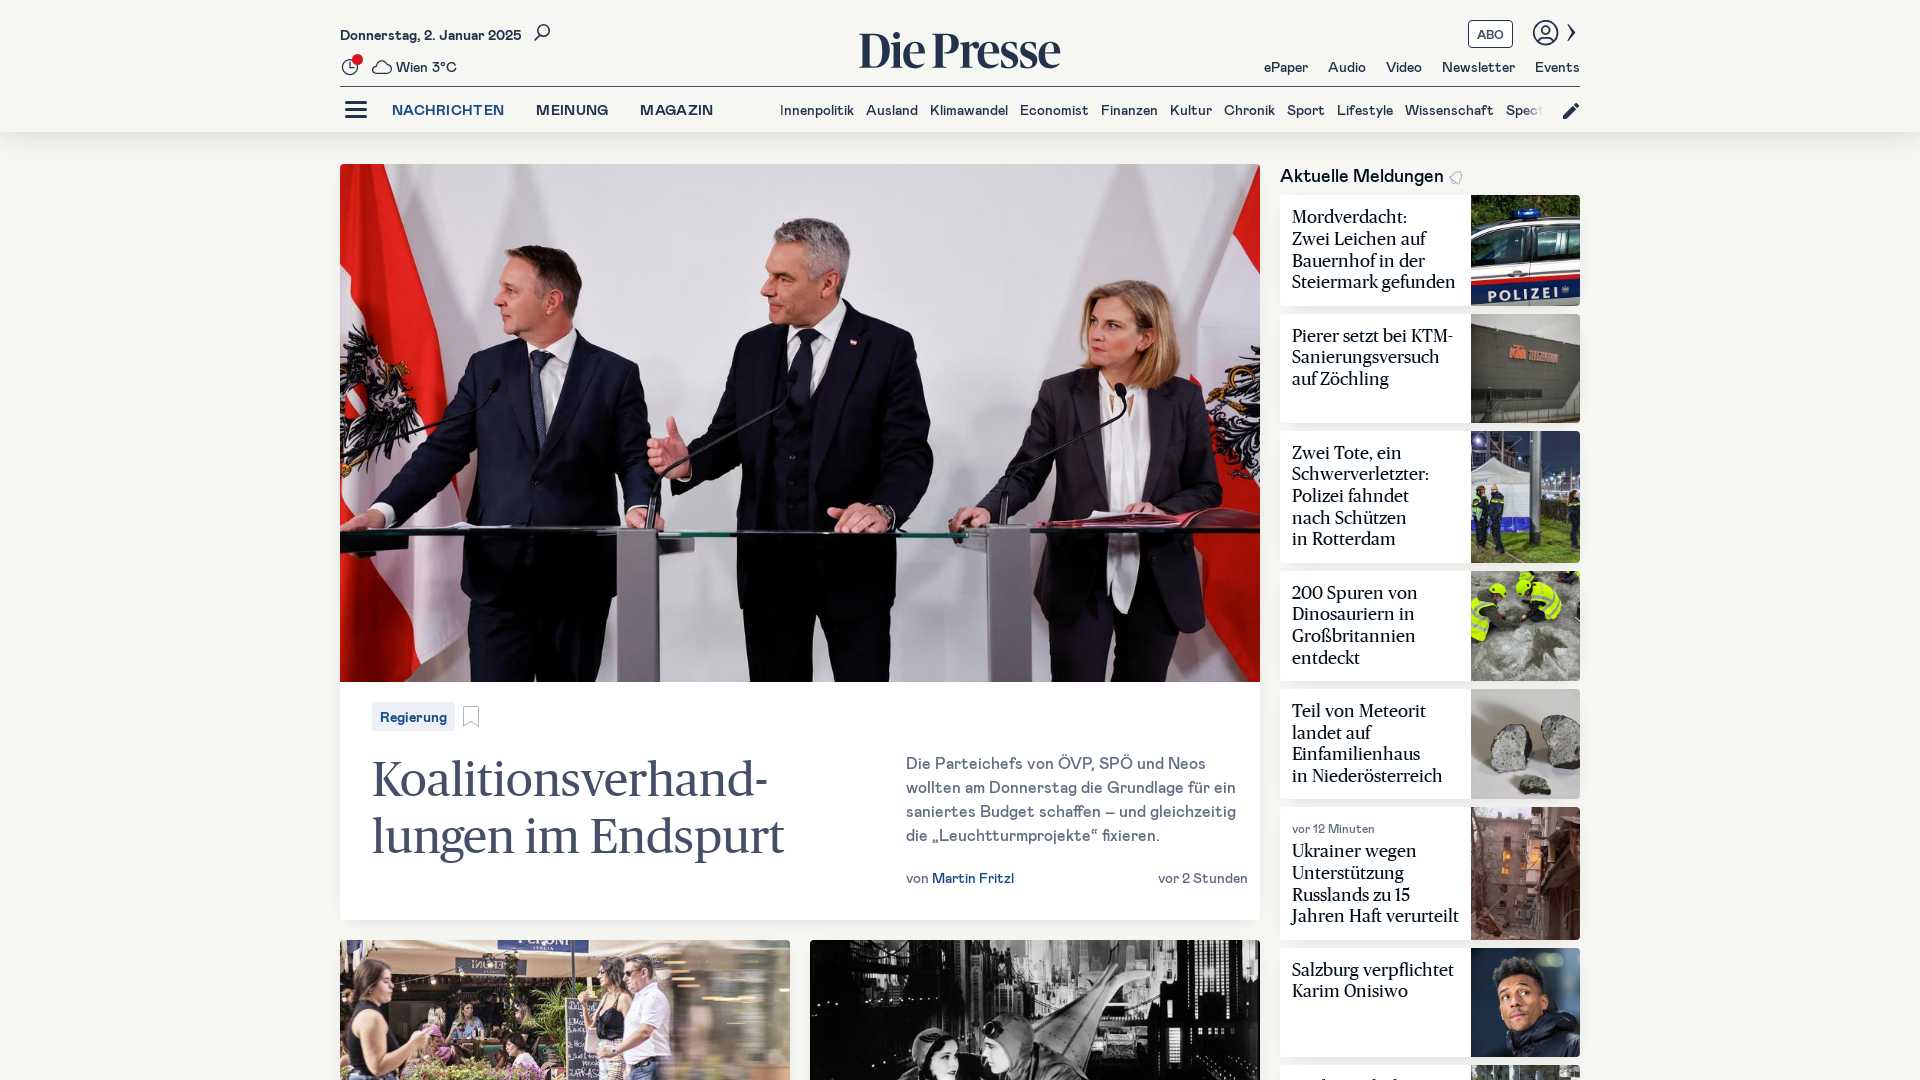 Donnerstag, 2. Januar 2025
Wien 3°C
Die Presse
ABO
ePaper Audio Video Newsletter Events
NACHRICHTEN MEINUNG MAGAZIN
Innenpolitik Ausland Klimawandel Economist Finanzen Kultur Chronik Sport Lifestyle Wissenschaft Spect
Regierung
Koalitionsverhand-
lungen im Endspurt
Die Parteichefs von ÖVP, SPÖ und Neos
wollten am Donnerstag die Grundlage für ein
saniertes Budget schaffen – und gleichzeitig
die „Leuchtturmprojekte“ fixieren.
von Martin Fritzl
vor 2 Stunden
Aktuelle Meldungen
Mordverdacht:
Zwei Leichen auf
Bauernhof in der
Steiermark gefunden
POLIZEI
Pierer setzt bei KTM-
Sanierungsversuch
auf Zöchling
KTM
Zwei Tote, ein
Schwerverletzter:
Polizei fahndet
nach Schützen
in Rotterdam
200 Spuren von
Dinosauriern in
Großbritannien
entdeckt
Teil von Meteorit
landet auf
Einfamilienhaus
in Niederösterreich
vor 12 Minuten
Ukrainer wegen
Unterstützung
Russlands zu 15
Jahren Haft verurteilt
Salzburg verpflichtet
Karim Onisiwo